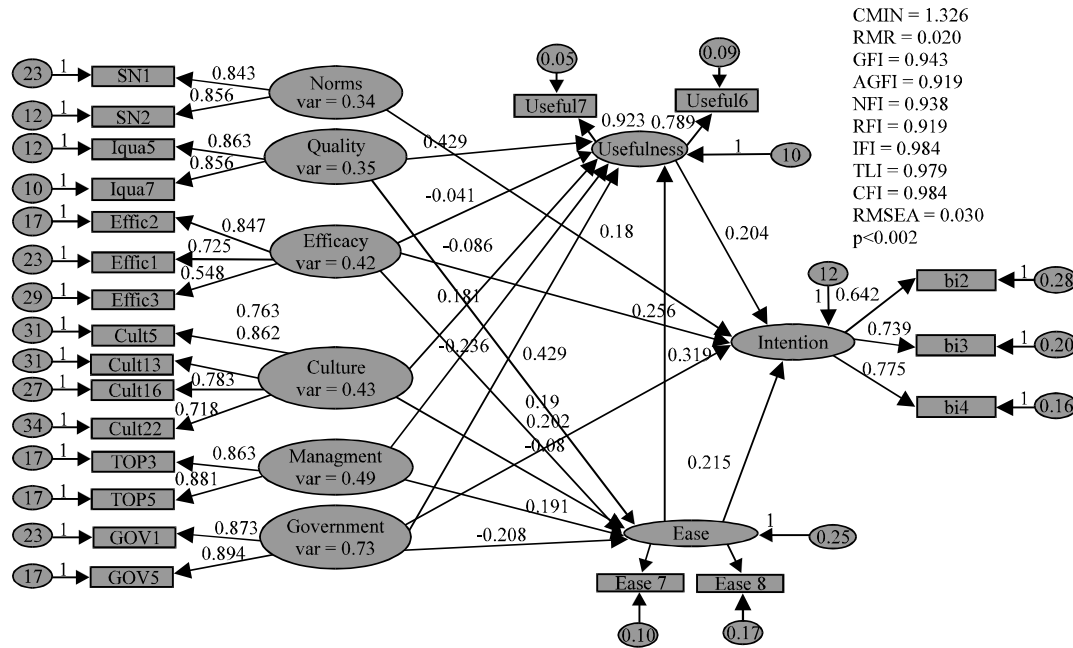 CMIN = 1.326
RMR = 0.020
GFI = 0.943
AGFI = 0.919
NFI = 0.938
RFI = 0.919
IFI = 0.984
TLI = 0.979
CFI = 0.984
RMSEA = 0.030
p<0.002
23 1 SN1 0.843
12 1 SN2 0.856
Norms
var = 0.34
12 1 Iqua5 0.863
10 1 Iqua7 0.856
Quality
var = 0.35
17 1 Effic2 0.847
23 1 Effic1 0.725
29 1 Effic3 0.548
Efficacy
var = 0.42
31 1 Cult5 0.763
31 1 Cult13 0.862
27 1 Cult16 0.783
34 1 Cult22 0.718
Culture
var = 0.43
17 1 TOP3 0.863
17 1 TOP5 0.881
Managment
var = 0.49
23 1 GOV1 0.873
17 1 GOV5 0.894
Government
var = 0.73
0.05
0.09
Useful7
Useful6
0.923 0.789
Usefulness
1 10
0.429
-0.041
-0.086
0.18
0.204
0.181
0.256
-0.236
0.429
0.319
0.19
0.202
-0.08
0.215
0.191
-0.208
12
1
Intention
0.642
bi2 1 0.28
0.739
bi3 1 0.20
0.775
bi4 1 0.16
Ease
1 0.25
Ease 7
Ease 8
0.10
0.17